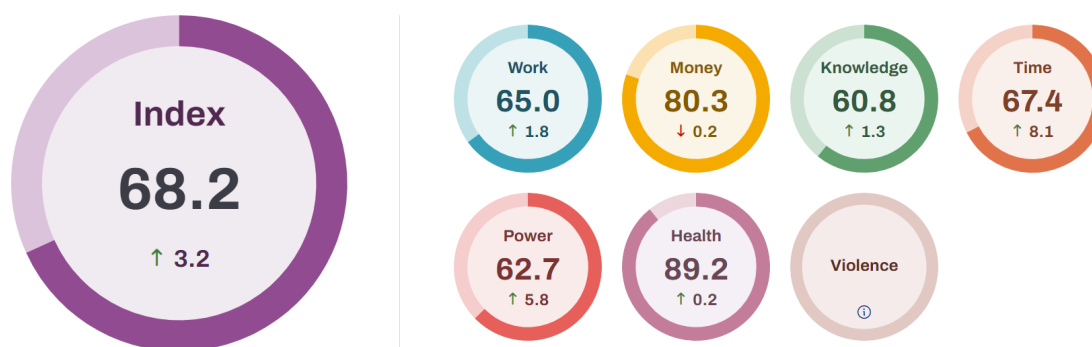 Index
68.2
↑ 3.2
Work
65.0
↑ 1.8
Money
80.3
↓ 0.2
Knowledge
60.8
↑ 1.3
Time
67.4
↑ 8.1
Power
62.7
↑ 5.8
Health
89.2
↑ 0.2
Violence